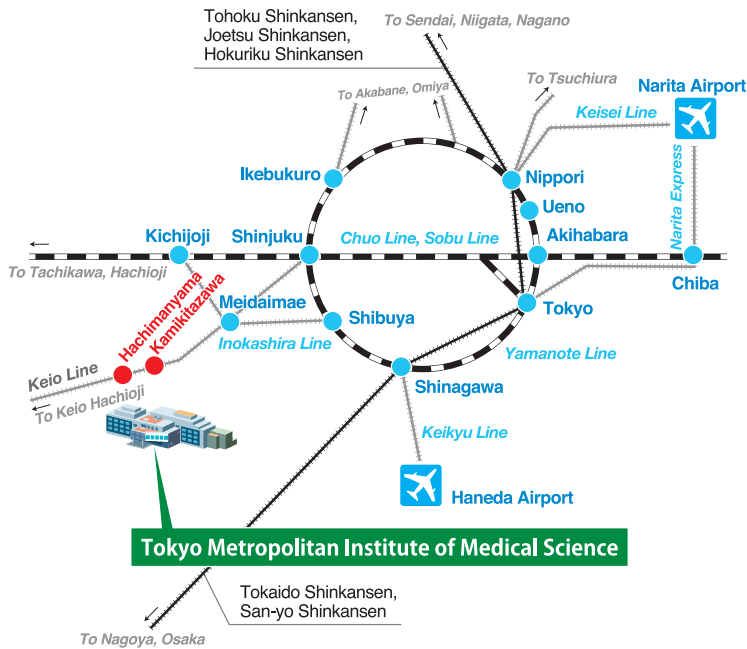 Tohoku Shinkansen,
Joetsu Shinkansen,
Hokuriku Shinkansen
To Sendai, Niigata, Nagano
To Akabane, Omiya
To Tsuchiura
Narita Airport
Keisei Line
Ikebukuro
Nippori
Ueno
Narita Express
Kichijoji
Shinjuku
Chuo Line, Sobu Line
Akihabara
To Tachikawa, Hachioji
Chiba
Hachimanyama
Kamikitazawa
Meidaimae
Shibuya
Tokyo
Inokashira Line
Yamanote Line
Keio Line
To Keio Hachioji
Shinagawa
Keikyu Line
Haneda Airport
Tokyo Metropolitan Institute of Medical Science
Tokaido Shinkansen,
San-yo Shinkansen
To Nagoya, Osaka